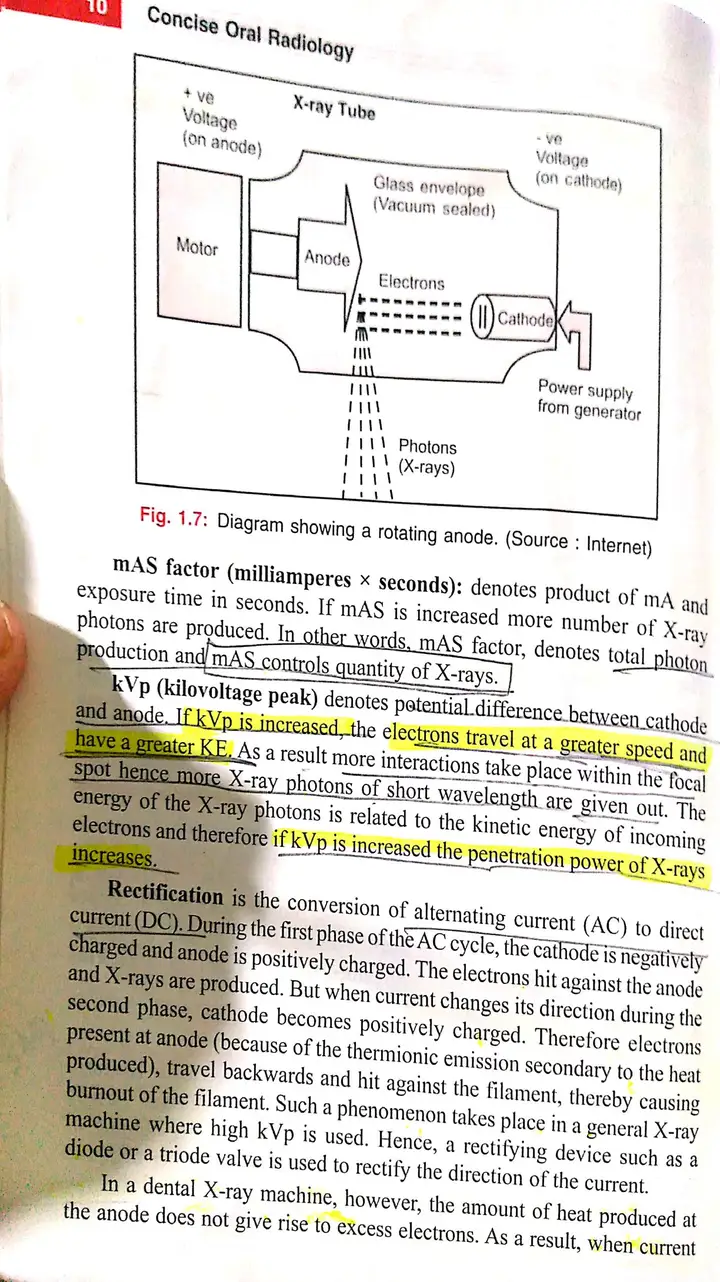 10
Concise Oral Radiology
+ ve
Voltage
(on anode)
X-ray Tube
- ve
Voltage
(on cathode)
Glass envelope
(Vacuum sealed)
Motor
Anode
Electrons
Cathode
Power supply
from generator
Photons
(X-rays)
Fig. 1.7: Diagram showing a rotating anode. (Source : Internet)
mAS factor (milliamperes × seconds): denotes product of mA and
exposure time in seconds. If mAS is increased more number of X-ray
photons are produced. In other words, mAS factor, denotes total photon
production and mAS controls quantity of X-rays.
kVp (kilovoltage peak) denotes potential difference between cathode
and anode. If kVp is increased, the electrons travel at a greater speed and
have a greater KE. As a result more interactions take place within the focal
spot hence more X-ray photons of short wavelength are given out. The
energy of the X-ray photons is related to the kinetic energy of incoming
electrons and therefore if kVp is increased the penetration power of X-rays
increases.
Rectification is the conversion of alternating current (AC) to direct
current (DC). During the first phase of the AC cycle, the cathode is negatively
charged and anode is positively charged. The electrons hit against the anode
and X-rays are produced. But when current changes its direction during the
second phase, cathode becomes positively charged. Therefore electrons
present at anode (because of the thermionic emission secondary to the heat
produced), travel backwards and hit against the filament, thereby causing
burnout of the filament. Such a phenomenon takes place in a general X-ray
machine where high kVp is used. Hence, a rectifying device such as a
diode or a triode valve is used to rectify the direction of the current.
In a dental X-ray machine, however, the amount of heat produced at
the anode does not give rise to excess electrons. As a result, when current